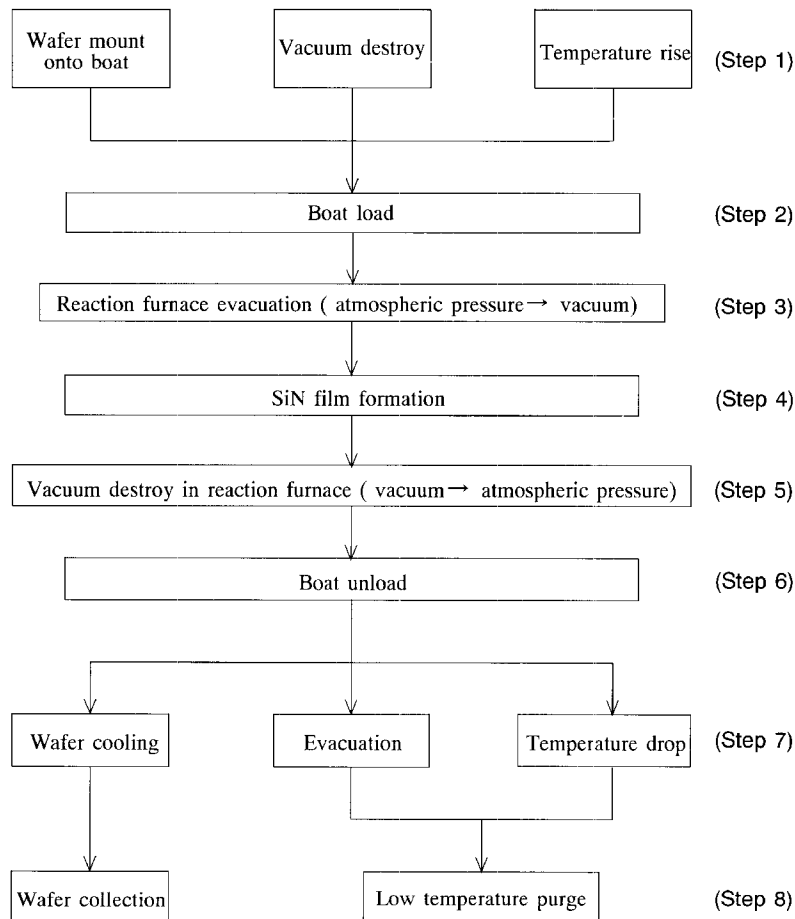 Wafer mount
onto boat
Vacuum destroy
Temperature rise
(Step 1)
Boat load
(Step 2)
Reaction furnace evacuation ( atmospheric pressure→ vacuum)
(Step 3)
SiN film formation
(Step 4)
Vacuum destroy in reaction furnace ( vacuum→ atmospheric pressure)
(Step 5)
Boat unload
(Step 6)
Wafer cooling
Evacuation
Temperature drop
(Step 7)
Wafer collection
Low temperature purge
(Step 8)